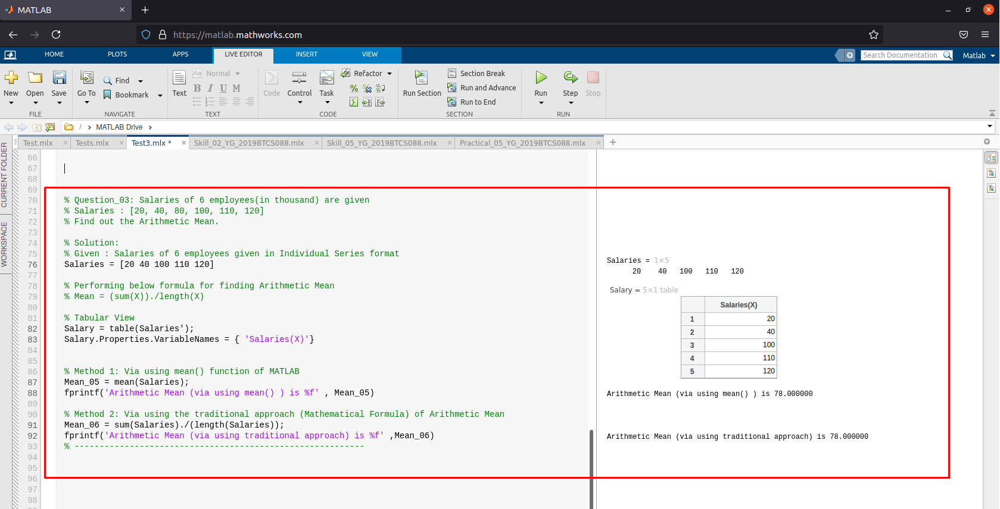 MATLAB
https://matlab.mathworks.com
HOME PLOTS APPS LIVE EDITOR INSERT VIEW Search Documentation Matlab
New Open Save Go To Find Bookmark Text Aa Normal B I U M Code Control Task Refactor Run Section Section Break Run and Advance Run to End Run Step Stop
FILE NAVIGATE TEXT CODE SECTION RUN
/ MATLAB Drive
Test.mlx Tests.mlx Test3.mlx * Skill_02_YG_2019BTCS088.mlx Skill_05_YG_2019BTCS088.mlx Practical_05_YG_2019BTCS088.mlx
CURRENT FOLDER
WORKSPACE
66
67
68
69
70 % Question_03: Salaries of 6 employees(in thousand) are given
71 % Salaries : [20, 40, 80, 100, 110, 120]
72 % Find out the Arithmetic Mean.
73
74 % Solution:
75 % Given : Salaries of 6 employees given in Individual Series format
76 Salaries = [20 40 100 110 120]
77
78 % Performing below formula for finding Arithmetic Mean
79 % Mean = (sum(X))./length(X)
80
81 % Tabular View
82 Salary = table(Salaries');
83 Salary.Properties.VariableNames = { 'Salaries(X)'}
84
85
86 % Method 1: Via using mean() function of MATLAB
87 Mean_05 = mean(Salaries);
88 fprintf('Arithmetic Mean (via using mean() ) is %f' , Mean_05)
89
90 % Method 2: Via using the traditional approach (Mathematical Formula) of Arithmetic Mean
91 Mean_06 = sum(Salaries)./(length(Salaries));
92 fprintf('Arithmetic Mean (via using traditional approach) is %f' ,Mean_06)
93 % ----------------------------------------------------------
94
95
96
97
98
Salaries = 1×5
20 40 100 110 120
Salary = 5×1 table
Salaries(X)
1 20
2 40
3 100
4 110
5 120
Arithmetic Mean (via using mean() ) is 78.000000
Arithmetic Mean (via using traditional approach) is 78.000000